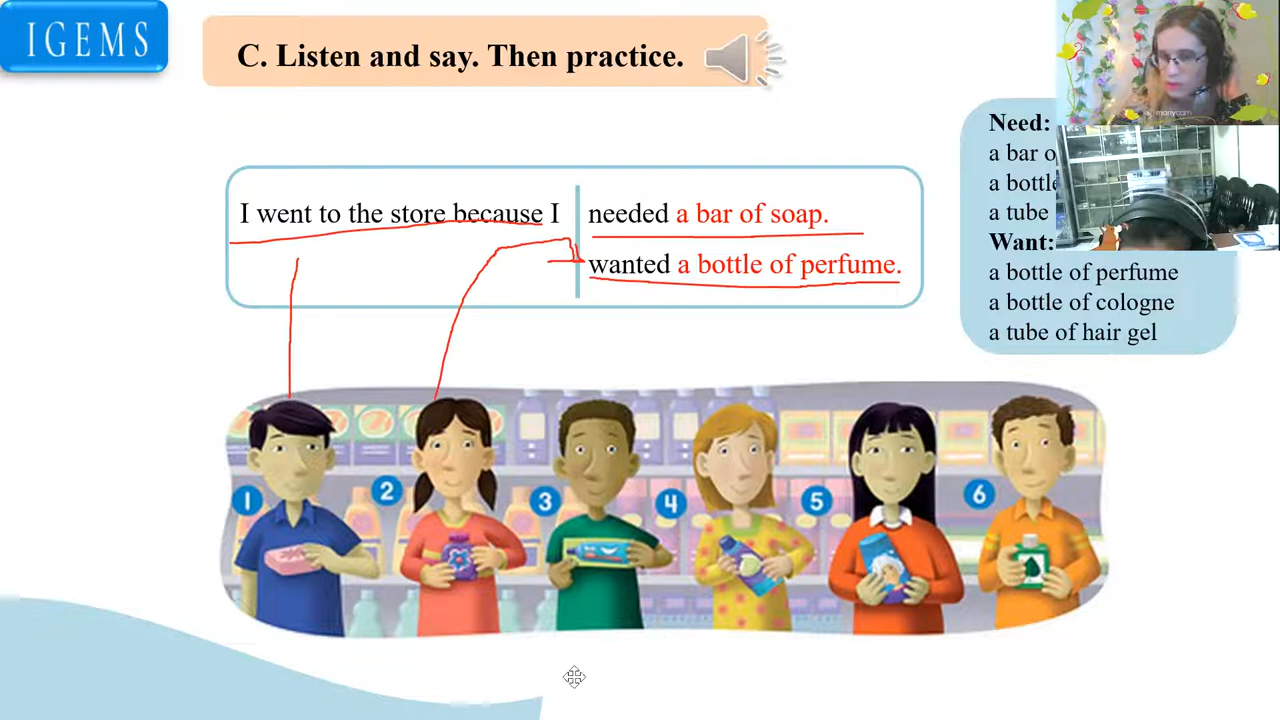 IGEMS
C. Listen and say. Then practice.
manycam
I went to the store because I
needed a bar of soap.
wanted a bottle of perfume.
Need:
a bar o
a bottle
a tube
Want:
a bottle of perfume
a bottle of cologne
a tube of hair gel
1
2
3
4
5
6